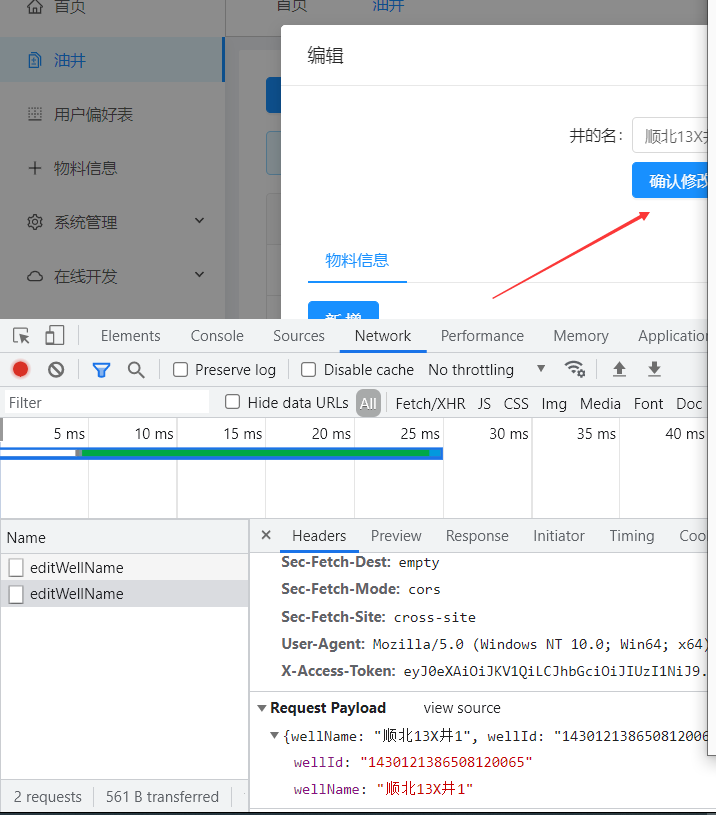 首页
首页 油井
编辑
油井
用户偏好表
井的名：
顺北13X井
物料信息
确认修改
系统管理
物料信息
在线开发
新增
Elements Console Sources Network Performance Memory Application
Preserve log Disable cache No throttling
Filter Hide data URLs All Fetch/XHR JS CSS Img Media Font Doc
5 ms 10 ms 15 ms 20 ms 25 ms 30 ms 35 ms 40 ms
Name
× Headers Preview Response Initiator Timing Coo
editWellName
editWellName
Sec-Fetch-Dest: empty
Sec-Fetch-Mode: cors
Sec-Fetch-Site: cross-site
User-Agent: Mozilla/5.0 (Windows NT 10.0; Win64; x64)
X-Access-Token: eyJ0eXAiOiJKV1QiLCJhbGciOiJIUzI1NiJ9.
Request Payload view source
{wellName: "顺北13X井1", wellId: "1430121386508120065
wellId: "1430121386508120065"
wellName: "顺北13X井1"
2 requests 561 B transferred